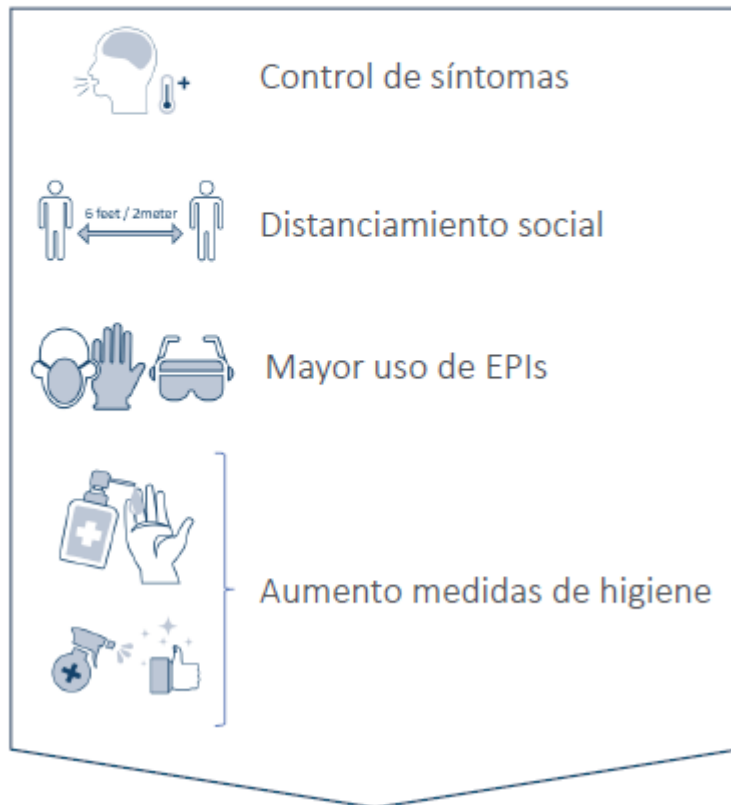 Control de síntomas
6 feet / 2meter
Distanciamiento social
Mayor uso de EPIs
Aumento medidas de higiene